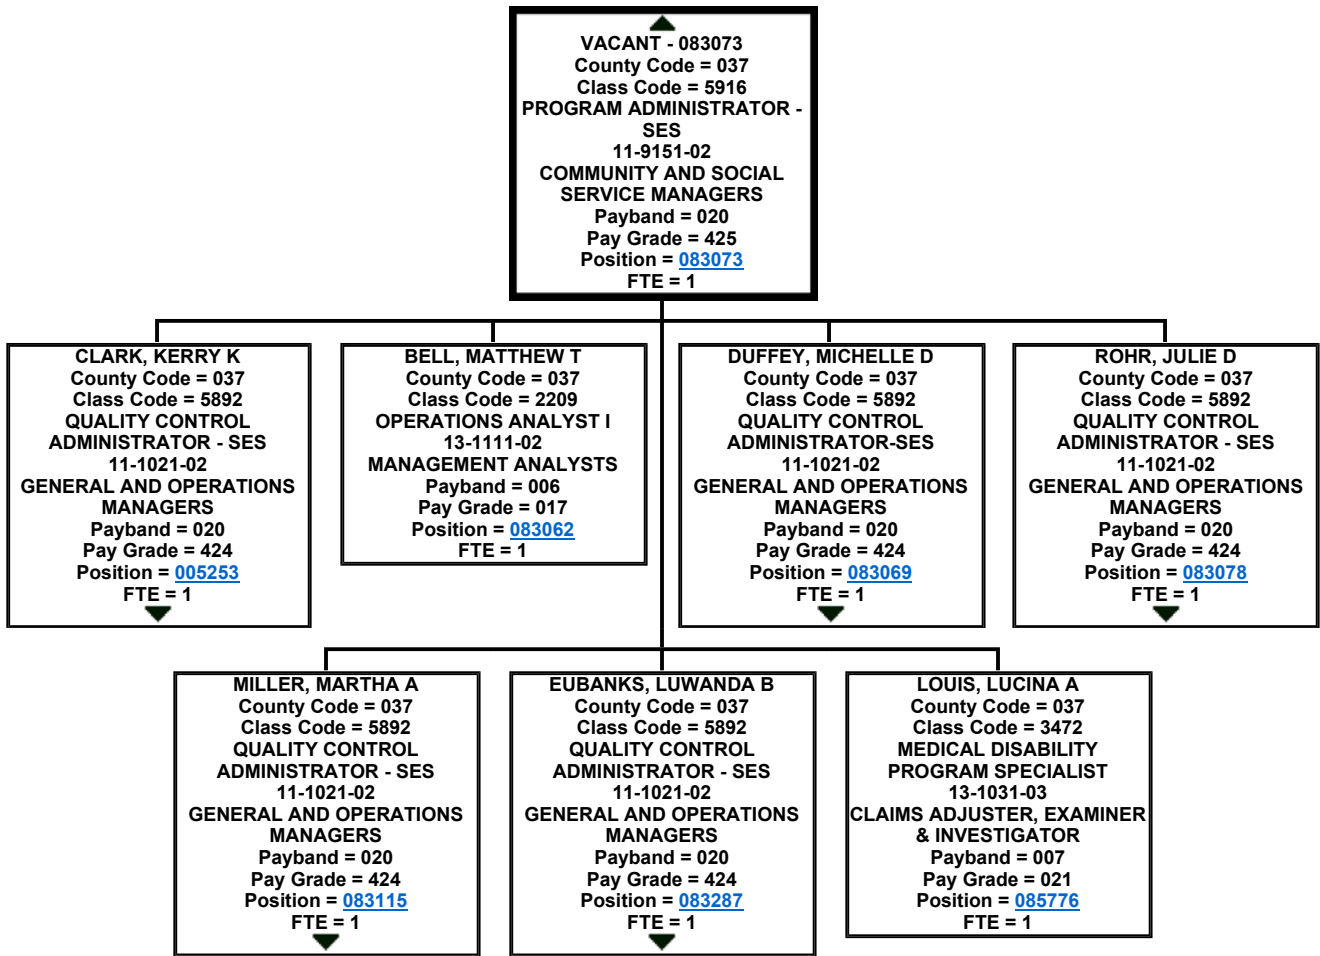 VACANT - 083073
County Code = 037
Class Code = 5916
PROGRAM ADMINISTRATOR -
SES
11-9151-02
COMMUNITY AND SOCIAL
SERVICE MANAGERS
Payband = 020
Pay Grade = 425
Position = 083073
FTE = 1
CLARK, KERRY K
County Code = 037
Class Code = 5892
QUALITY CONTROL
ADMINISTRATOR - SES
11-1021-02
GENERAL AND OPERATIONS
MANAGERS
Payband = 020
Pay Grade = 424
Position = 005253
FTE = 1
BELL, MATTHEW T
County Code = 037
Class Code = 2209
OPERATIONS ANALYST I
13-1111-02
MANAGEMENT ANALYSTS
Payband = 006
Pay Grade = 017
Position = 083062
FTE = 1
DUFFEY, MICHELLE D
County Code = 037
Class Code = 5892
QUALITY CONTROL
ADMINISTRATOR-SES
11-1021-02
GENERAL AND OPERATIONS
MANAGERS
Payband = 020
Pay Grade = 424
Position = 083069
FTE = 1
ROHR, JULIE D
County Code = 037
Class Code = 5892
QUALITY CONTROL
ADMINISTRATOR - SES
11-1021-02
GENERAL AND OPERATIONS
MANAGERS
Payband = 020
Pay Grade = 424
Position = 083078
FTE = 1
MILLER, MARTHA A
County Code = 037
Class Code = 5892
QUALITY CONTROL
ADMINISTRATOR - SES
11-1021-02
GENERAL AND OPERATIONS
MANAGERS
Payband = 020
Pay Grade = 424
Position = 083115
FTE = 1
EUBANKS, LUWANDA B
County Code = 037
Class Code = 5892
QUALITY CONTROL
ADMINISTRATOR - SES
11-1021-02
GENERAL AND OPERATIONS
MANAGERS
Payband = 020
Pay Grade = 424
Position = 083287
FTE = 1
LOUIS, LUCINA A
County Code = 037
Class Code = 3472
MEDICAL DISABILITY
PROGRAM SPECIALIST
13-1031-03
CLAIMS ADJUSTER, EXAMINER
& INVESTIGATOR
Payband = 007
Pay Grade = 021
Position = 085776
FTE = 1